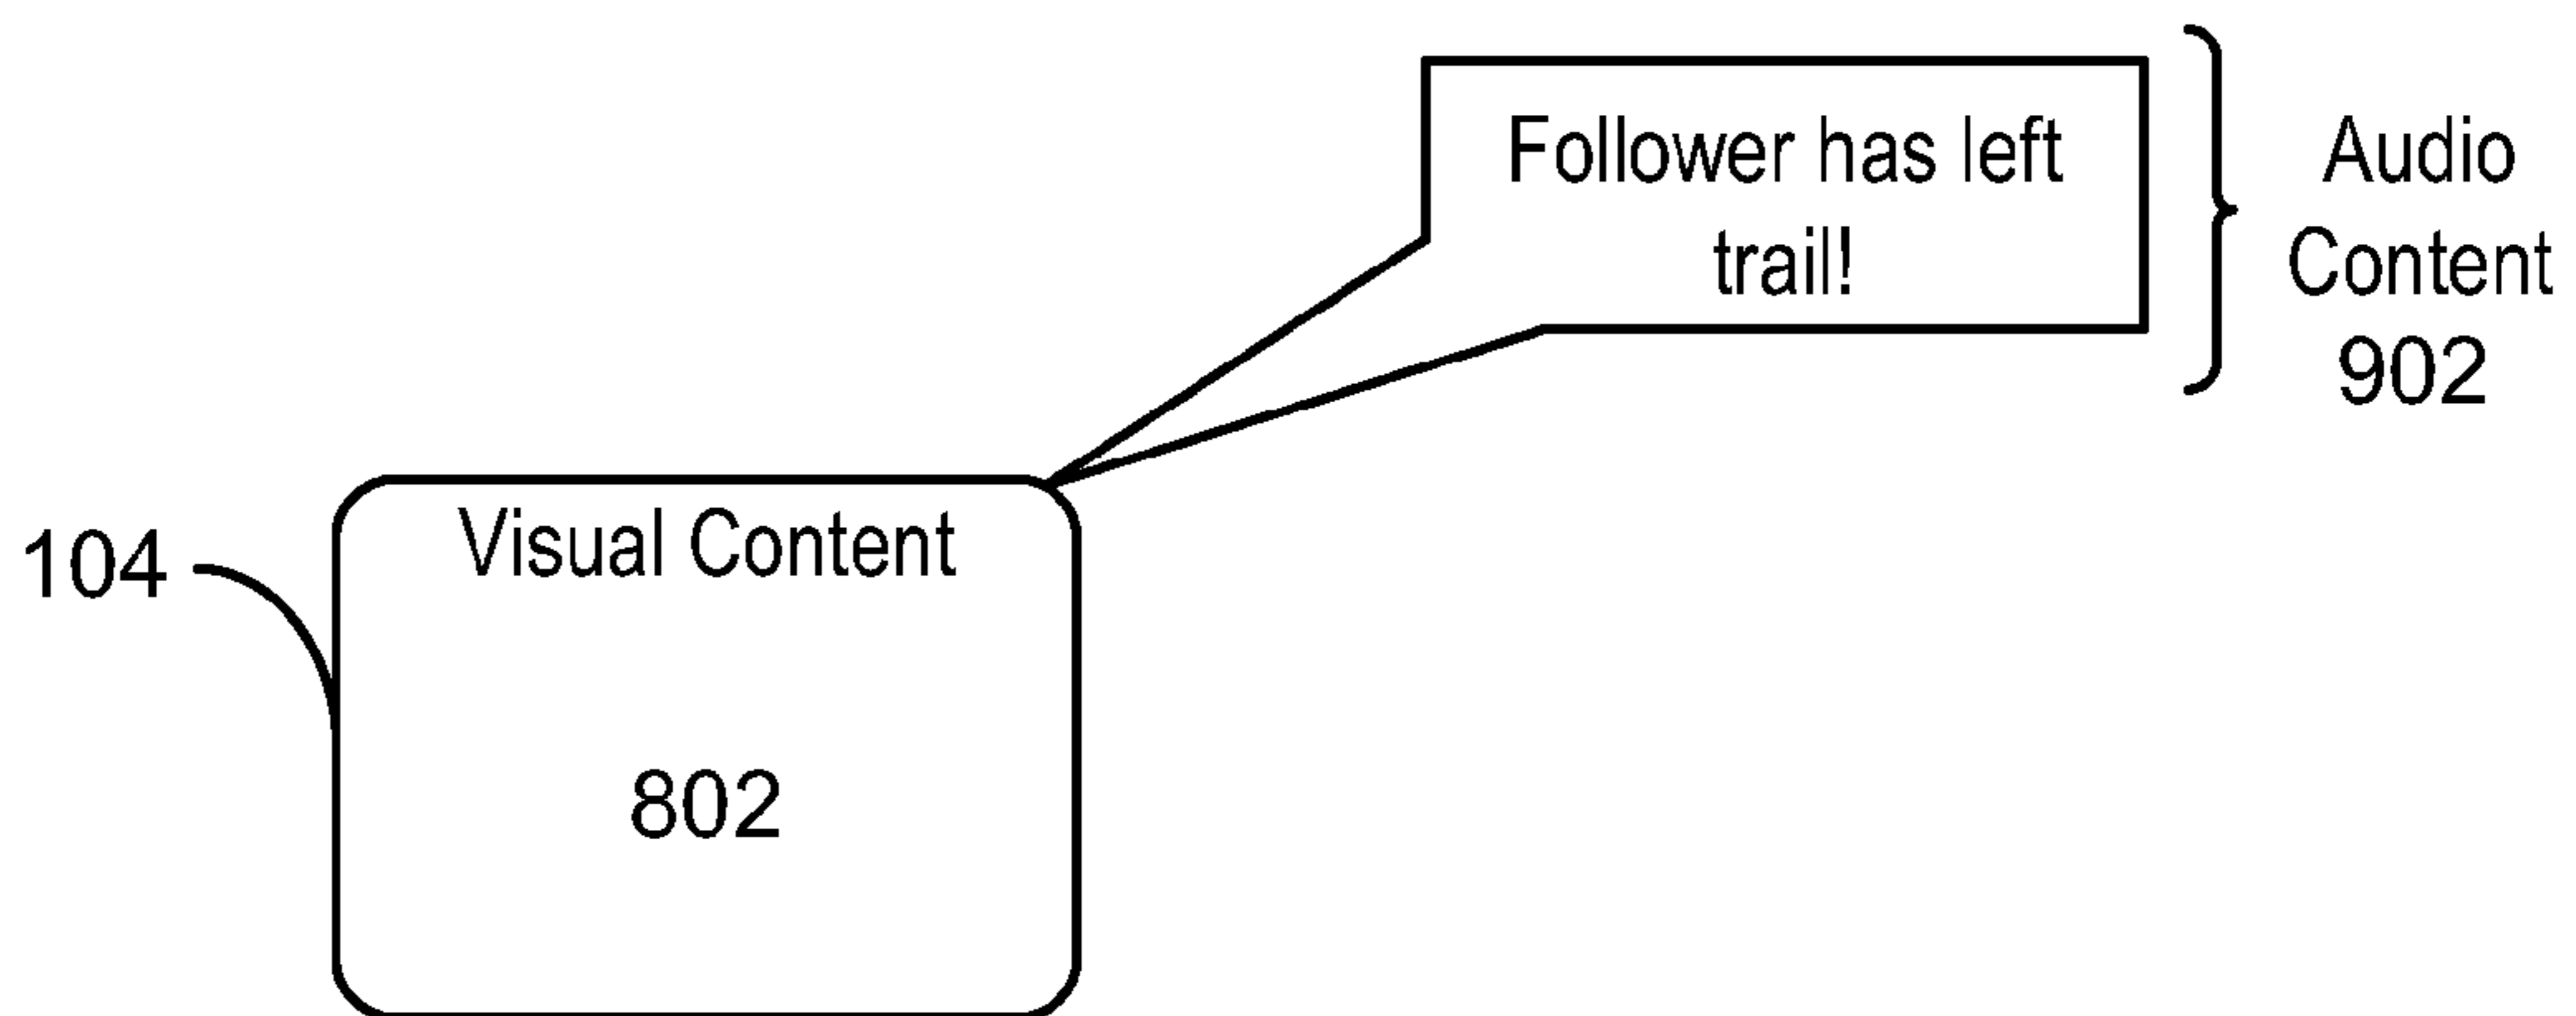 Follower has left
trail!
Audio
Content
902
104
Visual Content
802